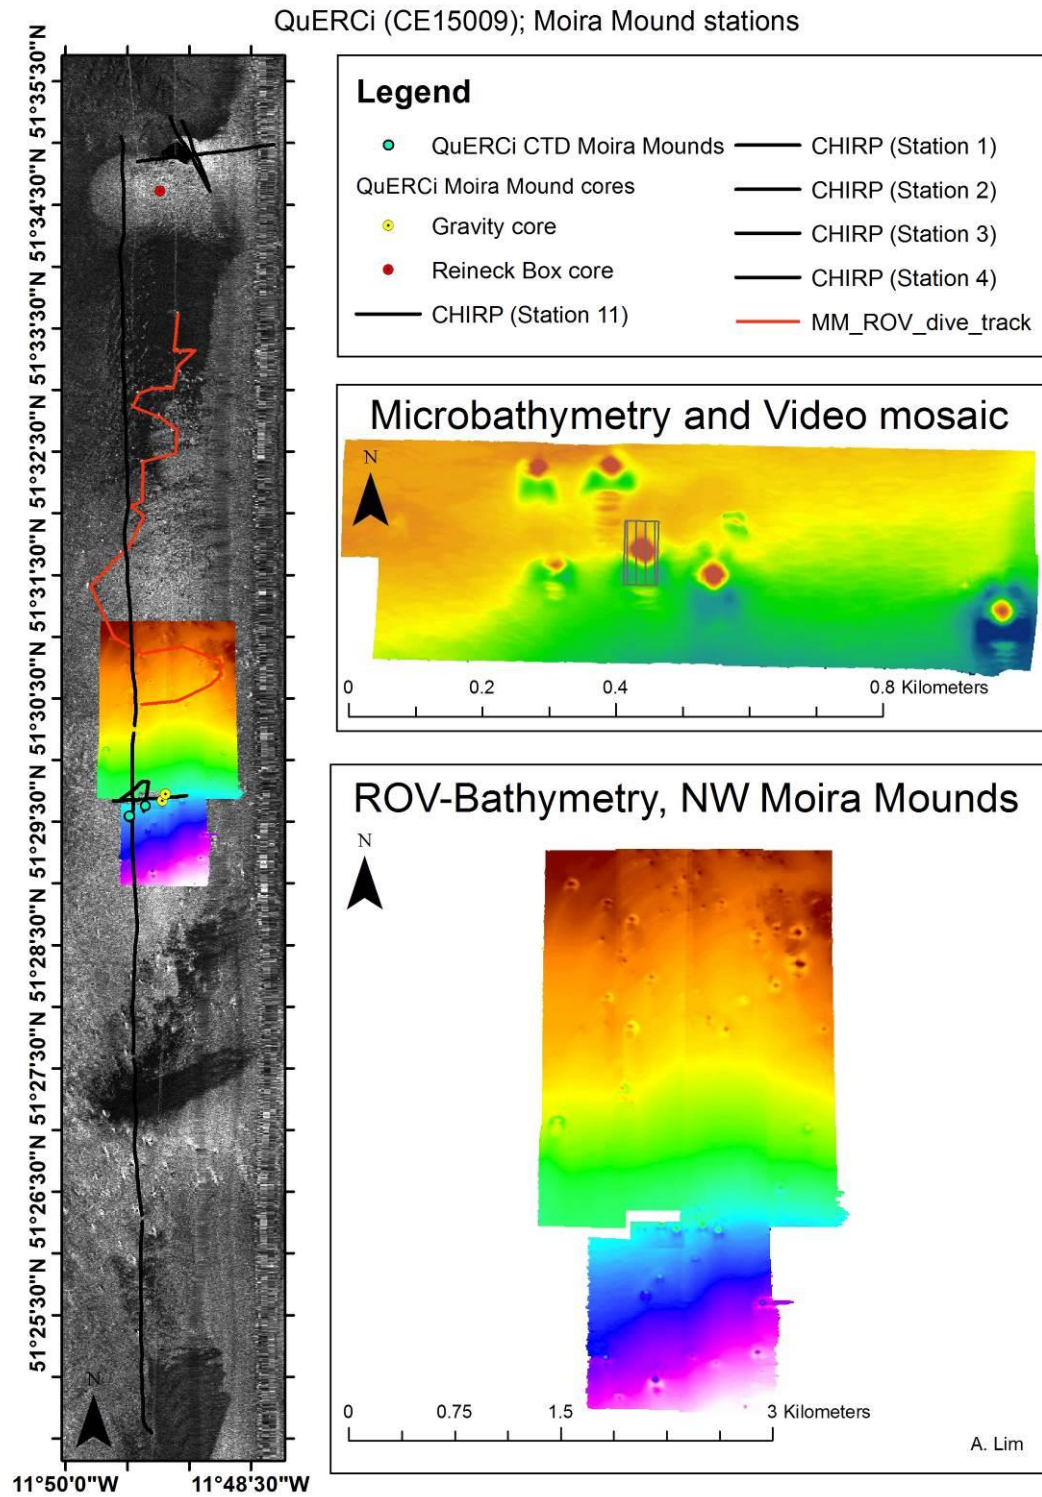 QuERCi (CE15009); Moira Mound stations
51°35'30"N
51°34'30"N
51°33'30"N
51°32'30"N
51°31'30"N
51°30'30"N
51°29'30"N
51°28'30"N
51°27'30"N
51°26'30"N
51°25'30"N
N
11°50'0"W
11°48'30"W
Legend
QuERCi CTD Moira Mounds
QuERCi Moira Mound cores
Gravity core
Reineck Box core
CHIRP (Station 11)
CHIRP (Station 1)
CHIRP (Station 2)
CHIRP (Station 3)
CHIRP (Station 4)
MM_ROV_dive_track
Microbathymetry and Video mosaic
N
0 0.2 0.4 0.8 Kilometers
ROV-Bathymetry, NW Moira Mounds
N
0 0.75 1.5 3 Kilometers
A. Lim